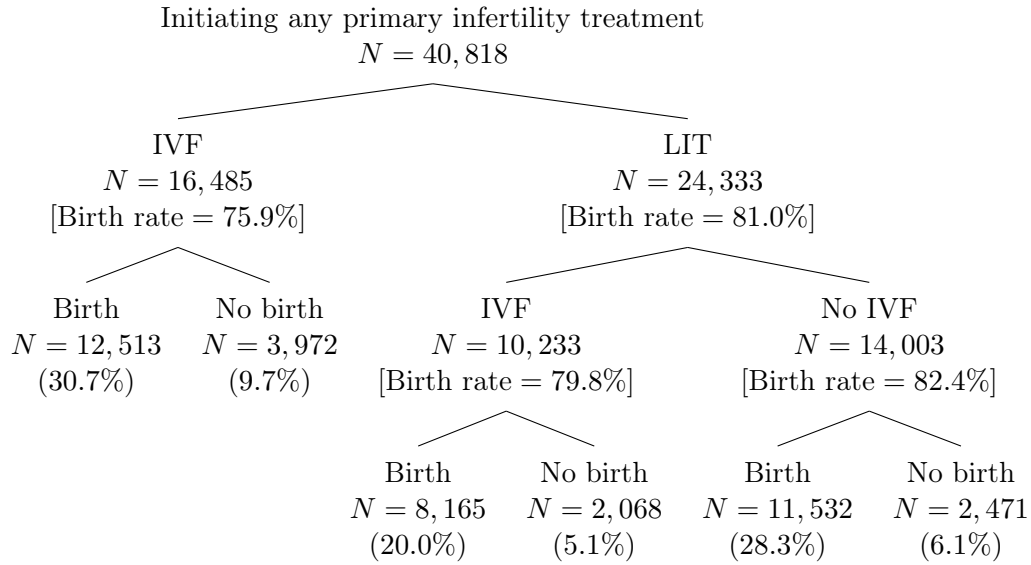 Initiating any primary infertility treatment
N = 40,818
IVF
N = 16,485
[Birth rate = 75.9%]
LIT
N = 24,333
[Birth rate = 81.0%]
Birth
N = 12,513
(30.7%)
No birth
N = 3,972
(9.7%)
IVF
N = 10,233
[Birth rate = 79.8%]
No IVF
N = 14,003
[Birth rate = 82.4%]
Birth
N = 8,165
(20.0%)
No birth
N = 2,068
(5.1%)
Birth
N = 11,532
(28.3%)
No birth
N = 2,471
(6.1%)